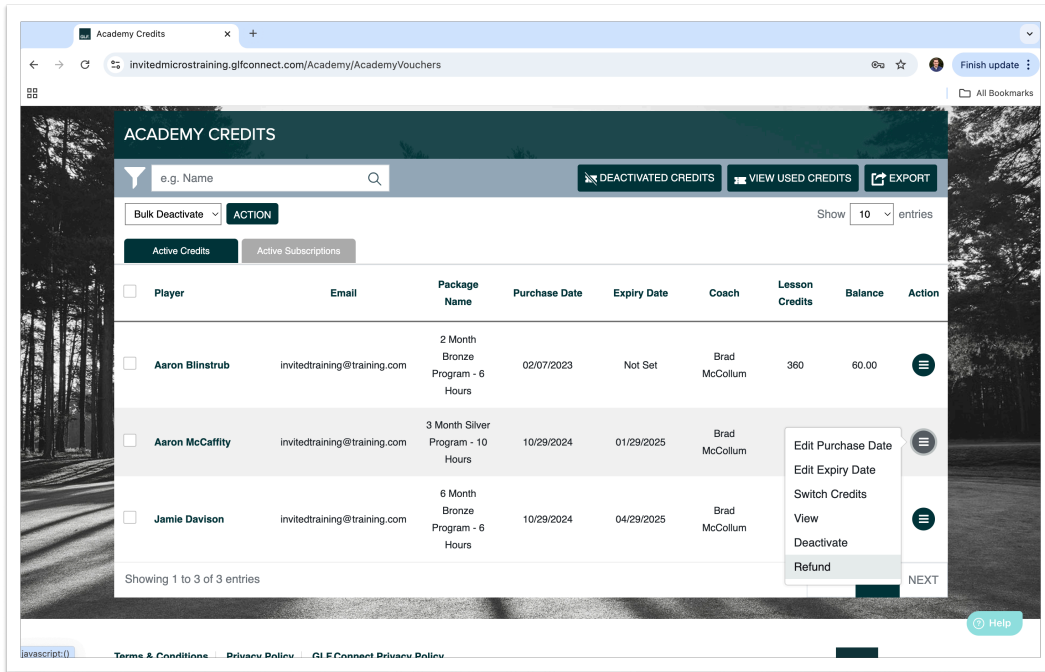 Academy Credits
invitedmicrostraining.glfconnect.com/Academy/AcademyVouchers
Finish update
All Bookmarks
ACADEMY CREDITS
e.g. Name
DEACTIVATED CREDITS
VIEW USED CREDITS
EXPORT
Bulk Deactivate
ACTION
Show 10 entries
Active Credits
Active Subscriptions
Player Email Package Name Purchase Date Expiry Date Coach Lesson Credits Balance Action
Aaron Blinstrub invitedtraining@training.com 2 Month Bronze Program - 6 Hours 02/07/2023 Not Set Brad McCollum 360 60.00
Aaron McCaffity invitedtraining@training.com 3 Month Silver Program - 10 Hours 10/29/2024 01/29/2025 Brad McCollum
Edit Purchase Date
Edit Expiry Date
Switch Credits
View
Deactivate
Refund
Jamie Davison invitedtraining@training.com 6 Month Bronze Program - 6 Hours 10/29/2024 04/29/2025 Brad McCollum
Showing 1 to 3 of 3 entries
NEXT
Help
javascript:()
Terms & Conditions Privacy Policy GLF.Connect Privacy Policy